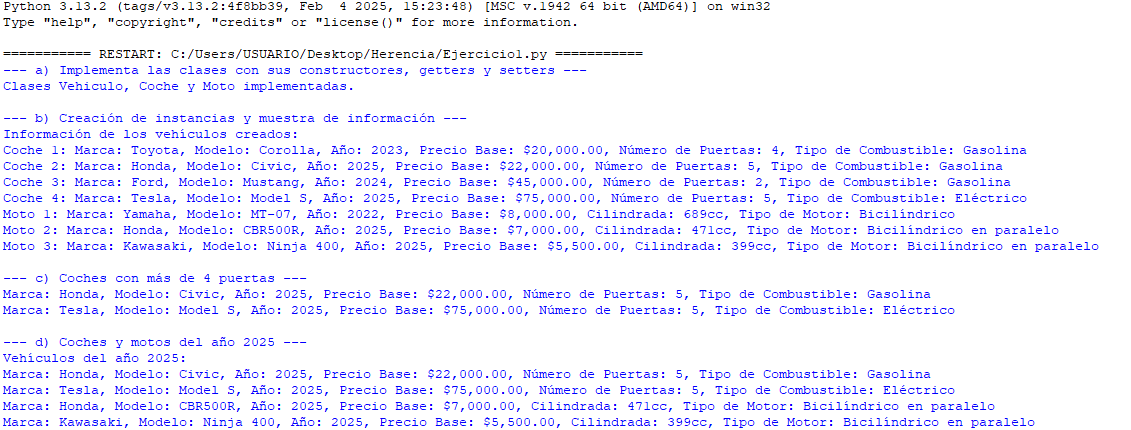 Python 3.13.2 (tags/v3.13.2:4f8bb39, Feb  4 2025, 15:23:48) [MSC v.1942 64 bit (AMD64)] on win32
Type "help", "copyright", "credits" or "license()" for more information.
=========== RESTART: C:/Users/USUARIO/Desktop/Herencia/Ejercicio1.py ===========
--- a) Implementa las clases con sus constructores, getters y setters ---
Clases Vehiculo, Coche y Moto implementadas.
--- b) Creación de instancias y muestra de información ---
Información de los vehículos creados:
Coche 1: Marca: Toyota, Modelo: Corolla, Año: 2023, Precio Base: $20,000.00, Número de Puertas: 4, Tipo de Combustible: Gasolina
Coche 2: Marca: Honda, Modelo: Civic, Año: 2025, Precio Base: $22,000.00, Número de Puertas: 5, Tipo de Combustible: Gasolina
Coche 3: Marca: Ford, Modelo: Mustang, Año: 2024, Precio Base: $45,000.00, Número de Puertas: 2, Tipo de Combustible: Gasolina
Coche 4: Marca: Tesla, Modelo: Model S, Año: 2025, Precio Base: $75,000.00, Número de Puertas: 5, Tipo de Combustible: Eléctrico
Moto 1: Marca: Yamaha, Modelo: MT-07, Año: 2022, Precio Base: $8,000.00, Cilindrada: 689cc, Tipo de Motor: Bicilíndrico
Moto 2: Marca: Honda, Modelo: CBR500R, Año: 2025, Precio Base: $7,000.00, Cilindrada: 471cc, Tipo de Motor: Bicilíndrico en paralelo
Moto 3: Marca: Kawasaki, Modelo: Ninja 400, Año: 2025, Precio Base: $5,500.00, Cilindrada: 399cc, Tipo de Motor: Bicilíndrico en paralelo
--- c) Coches con más de 4 puertas ---
Marca: Honda, Modelo: Civic, Año: 2025, Precio Base: $22,000.00, Número de Puertas: 5, Tipo de Combustible: Gasolina
Marca: Tesla, Modelo: Model S, Año: 2025, Precio Base: $75,000.00, Número de Puertas: 5, Tipo de Combustible: Eléctrico
--- d) Coches y motos del año 2025 ---
Vehículos del año 2025:
Marca: Honda, Modelo: Civic, Año: 2025, Precio Base: $22,000.00, Número de Puertas: 5, Tipo de Combustible: Gasolina
Marca: Tesla, Modelo: Model S, Año: 2025, Precio Base: $75,000.00, Número de Puertas: 5, Tipo de Combustible: Eléctrico
Marca: Honda, Modelo: CBR500R, Año: 2025, Precio Base: $7,000.00, Cilindrada: 471cc, Tipo de Motor: Bicilíndrico en paralelo
Marca: Kawasaki, Modelo: Ninja 400, Año: 2025, Precio Base: $5,500.00, Cilindrada: 399cc, Tipo de Motor: Bicilíndrico en paralelo